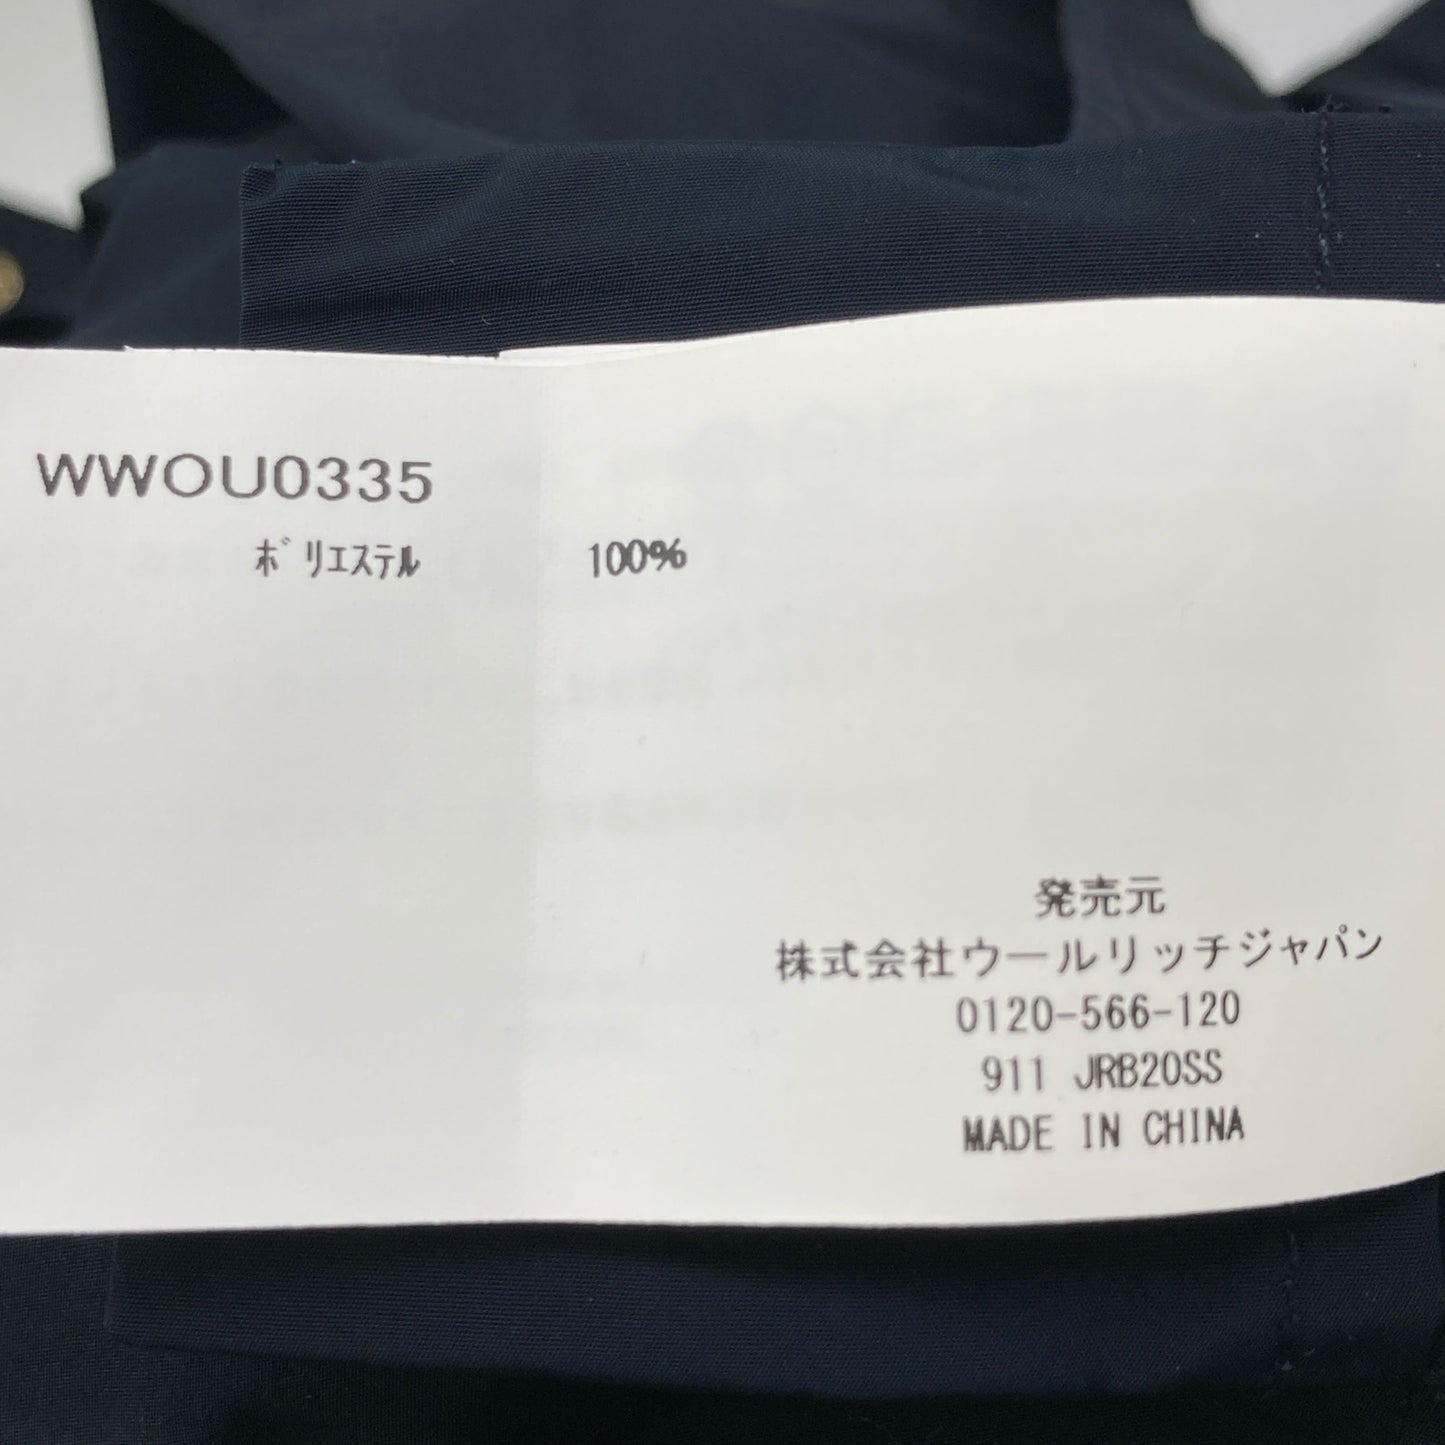 WWOU0335
ﾎﾟﾘｴｽﾃﾙ 100%
発売元
株式会社ウールリッチジャパン
0120-566-120
911 JRB20SS
MADE IN CHINA